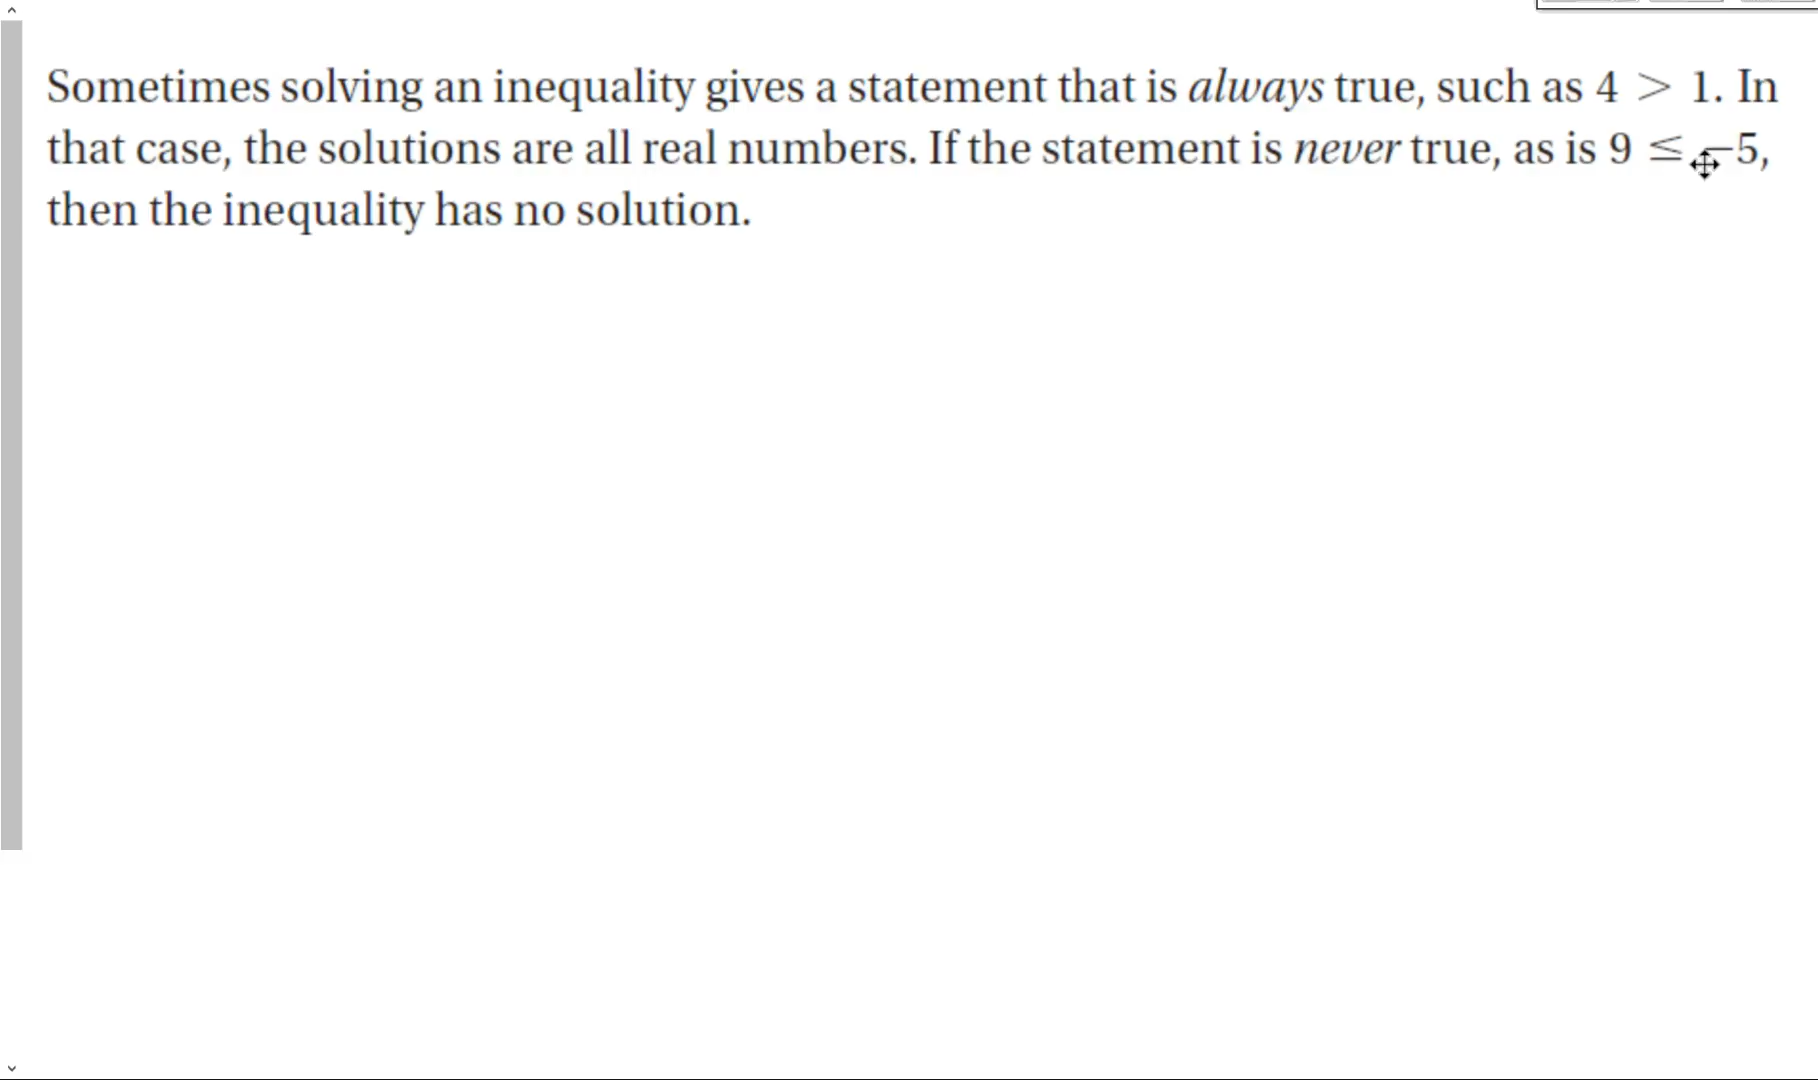 Sometimes solving an inequality gives a statement that is always true, such as 4 > 1. In
that case, the solutions are all real numbers. If the statement is never true, as is 9 ≤ −5,
then the inequality has no solution.